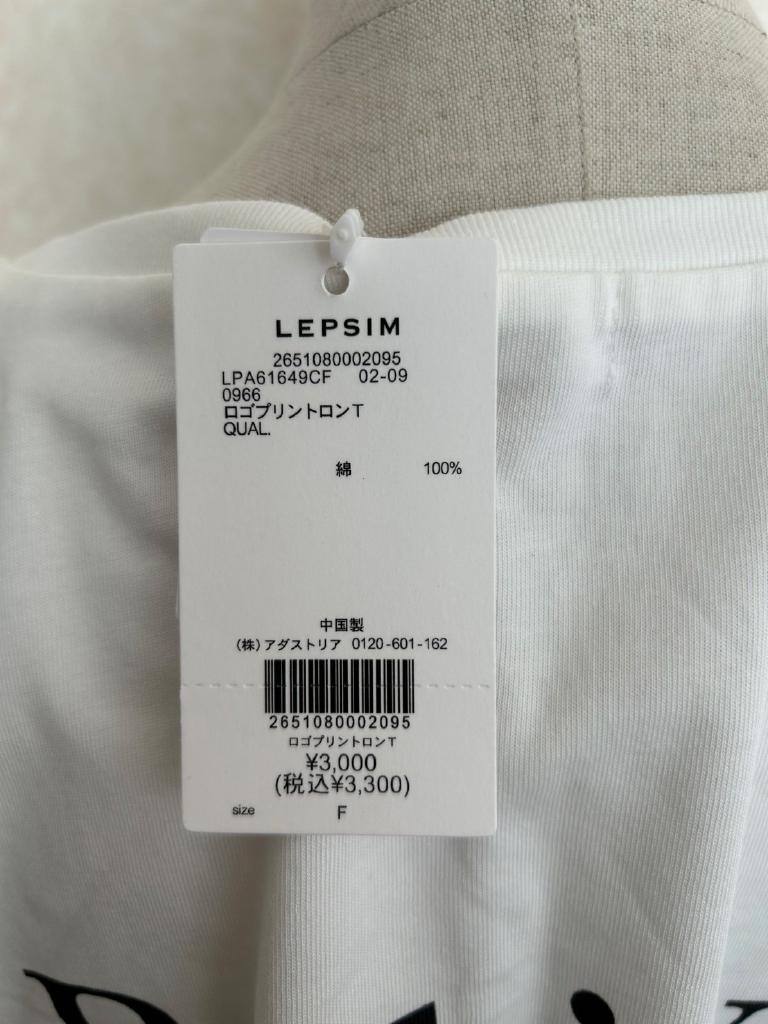 LEPSIM
2651080002095
LPA61649CF 02-09
0966
ロゴプリントロンT
QUAL.
綿 100%
中国製
(株)アダストリア 0120-601-162
2651080002095
ロゴプリントロンT
¥3,000
(税込¥3,300)
size F